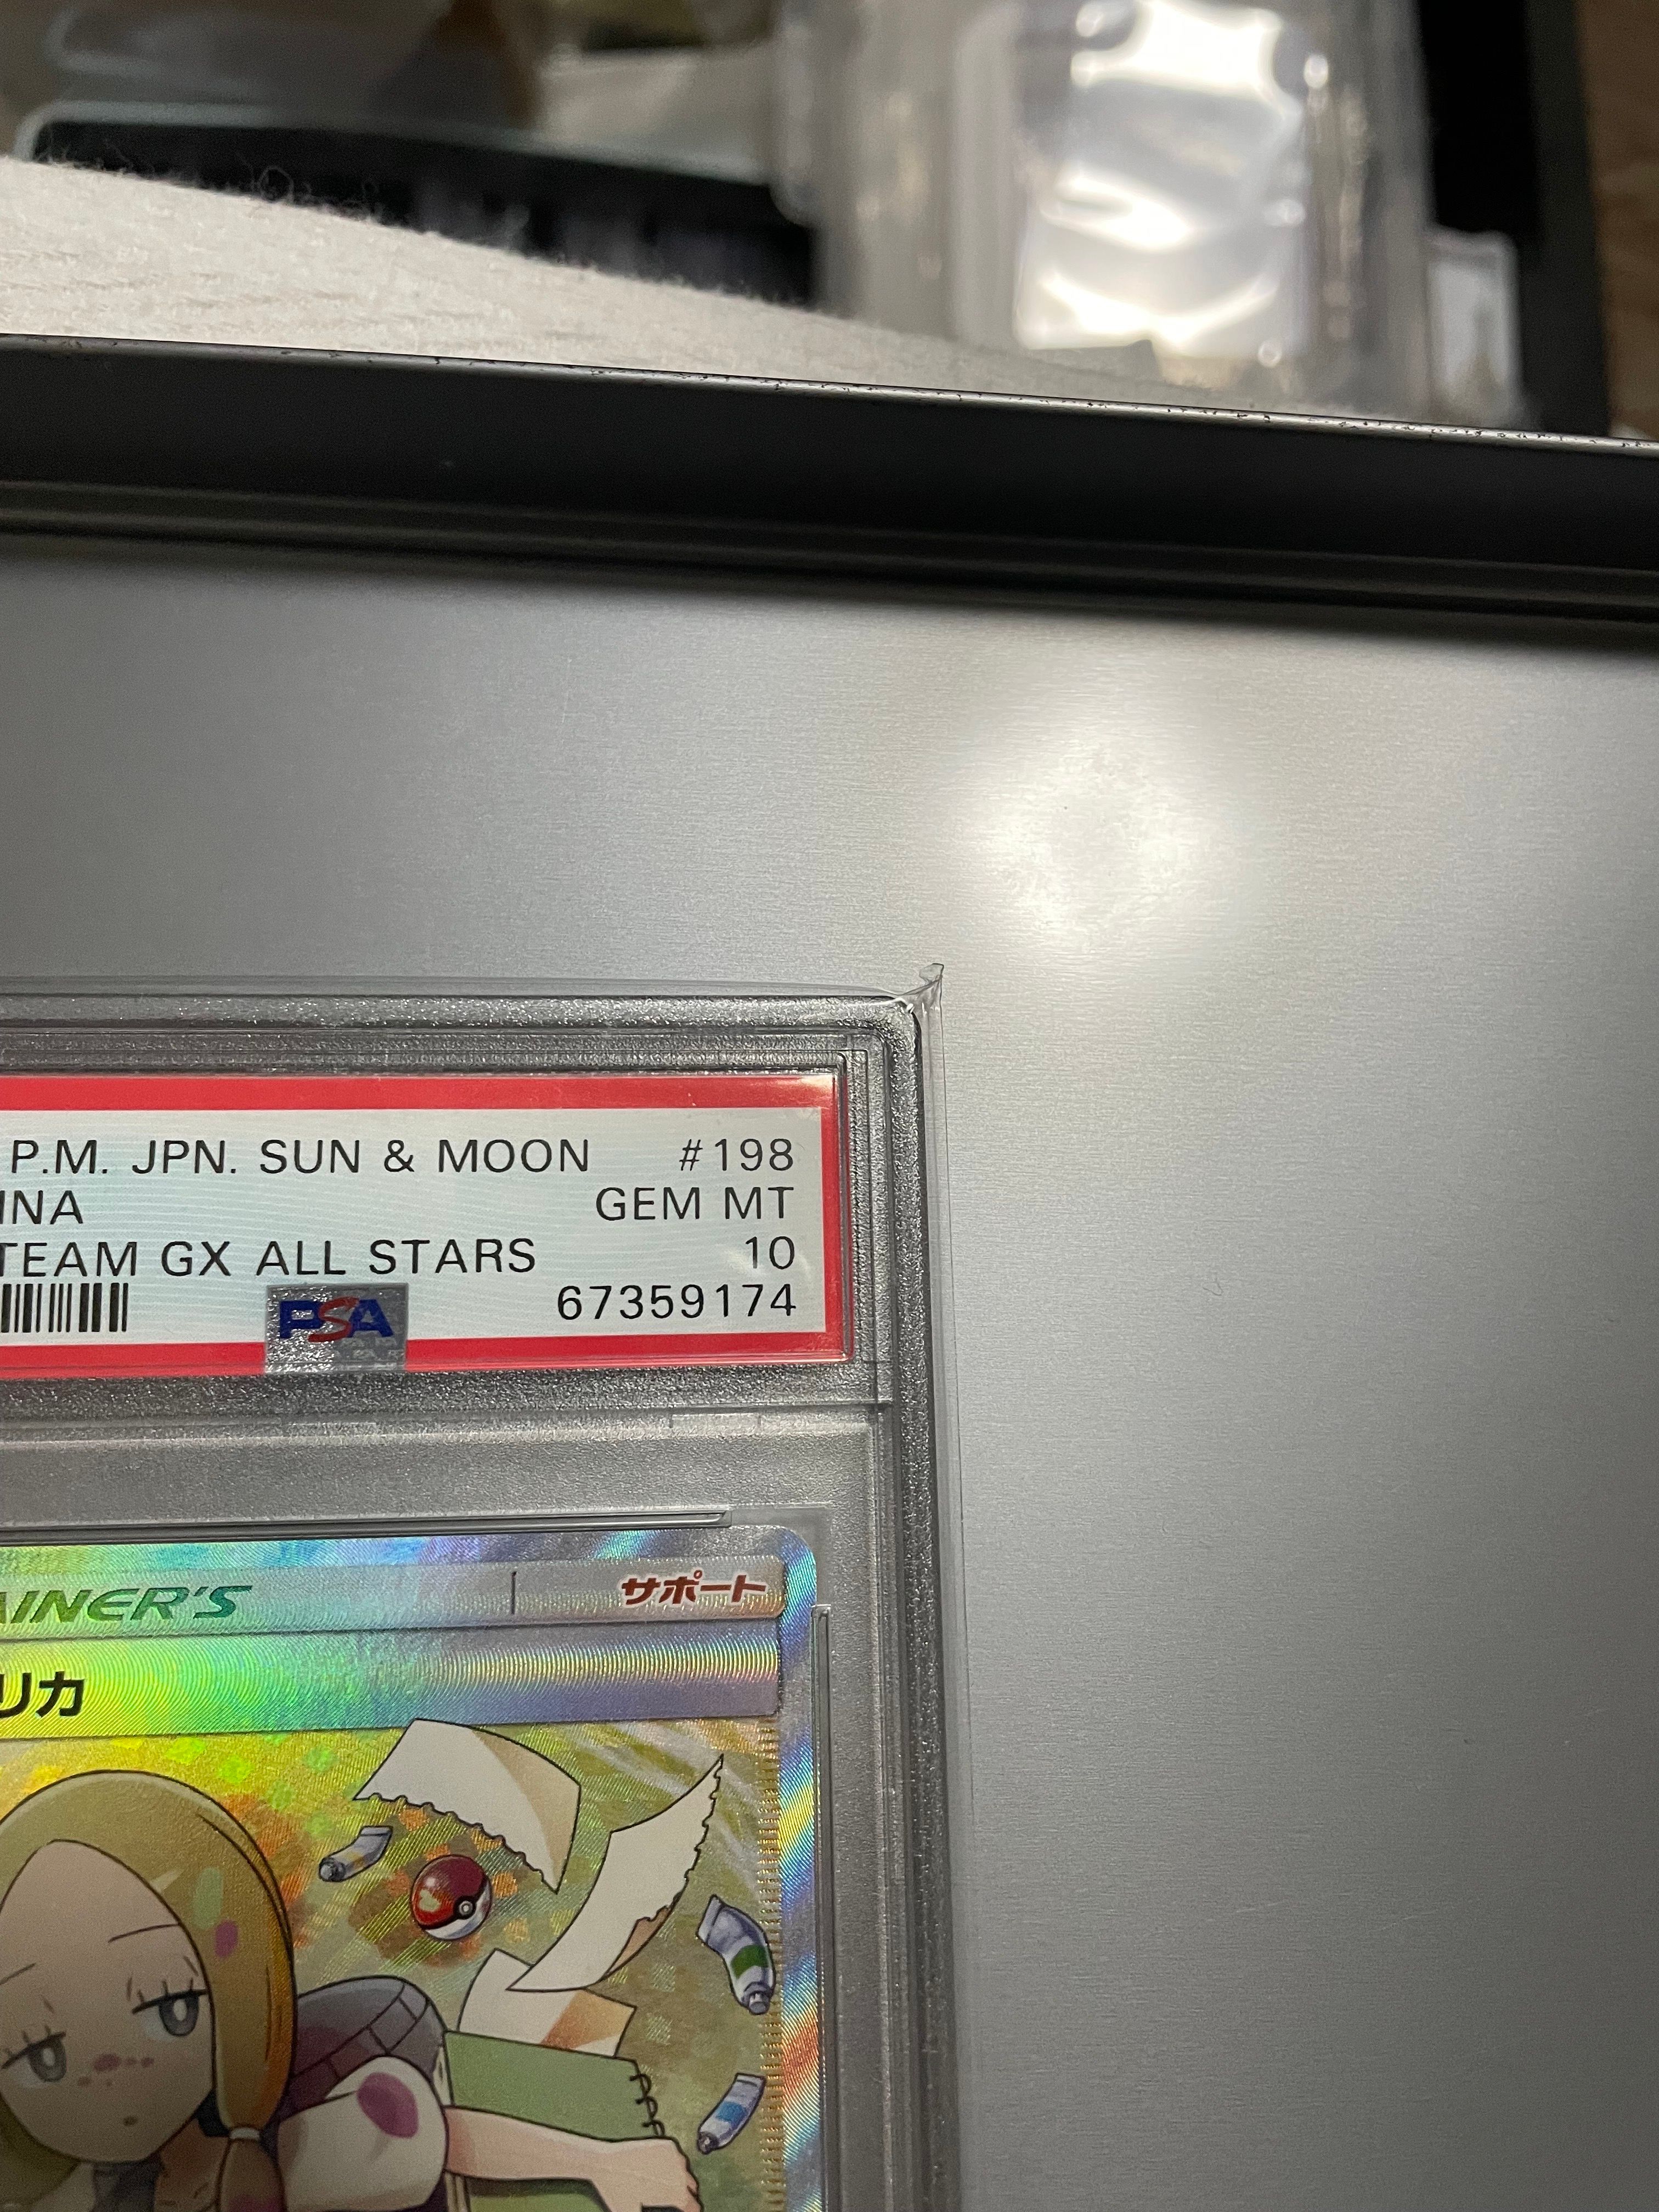 P.M. JPN. SUN & MOON #198
INA GEM MT
TEAM GX ALL STARS 10
PSA 67359174
AINER'S サポート
リカ